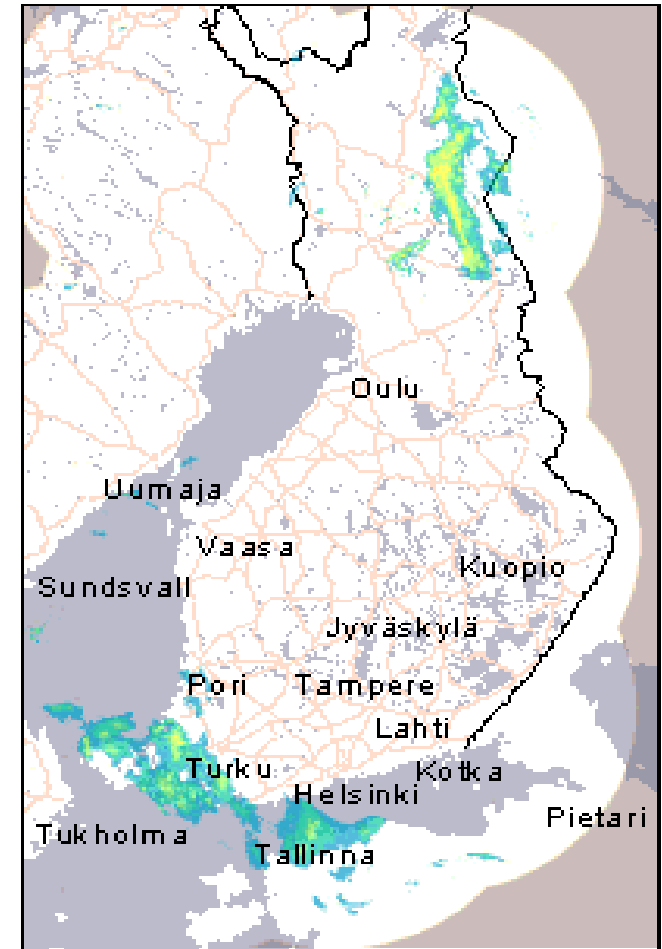 Oulu
Uumaja
Vaasa
Kuopio
Sundsvall
Jyväskylä
Pori
Tampere
Lahti
Turku
Kotka
Helsinki
Pietari
Tukholma
Tallinna